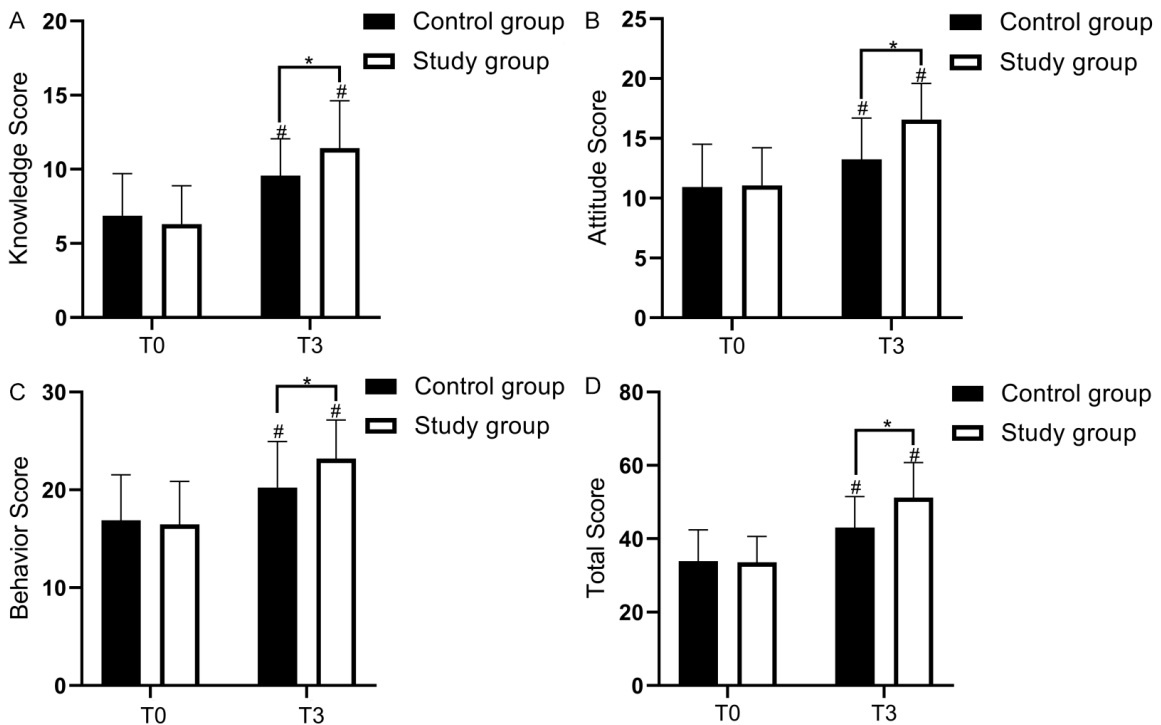 A
Knowledge Score
20
15
10
5
0
T0
T3
#
*
#
Control group
Study group
B
Attitude Score
25
20
15
10
5
0
T0
T3
#
*
#
Control group
Study group
C
Behavior Score
30
20
10
0
T0
T3
#
*
#
Control group
Study group
D
Total Score
80
60
40
20
0
T0
T3
#
*
#
Control group
Study group